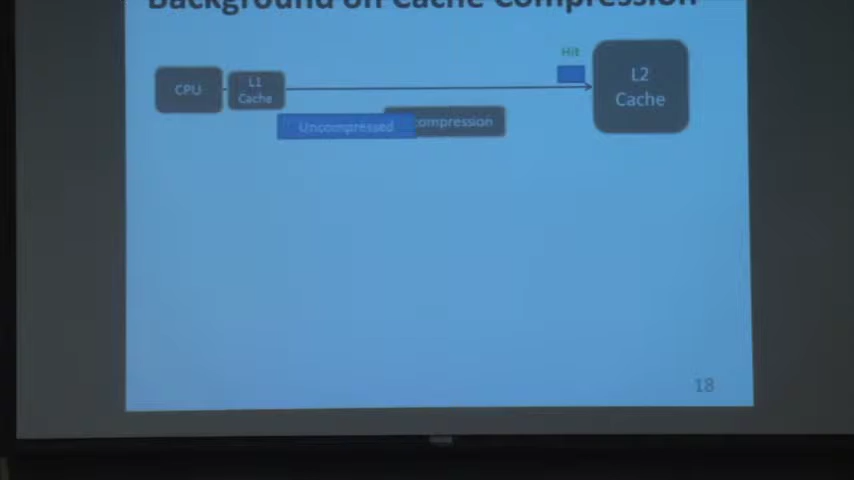 Background on Cache Compression
Hit
CPU
L1
Cache
L2
Cache
Uncompressed
ompression
18